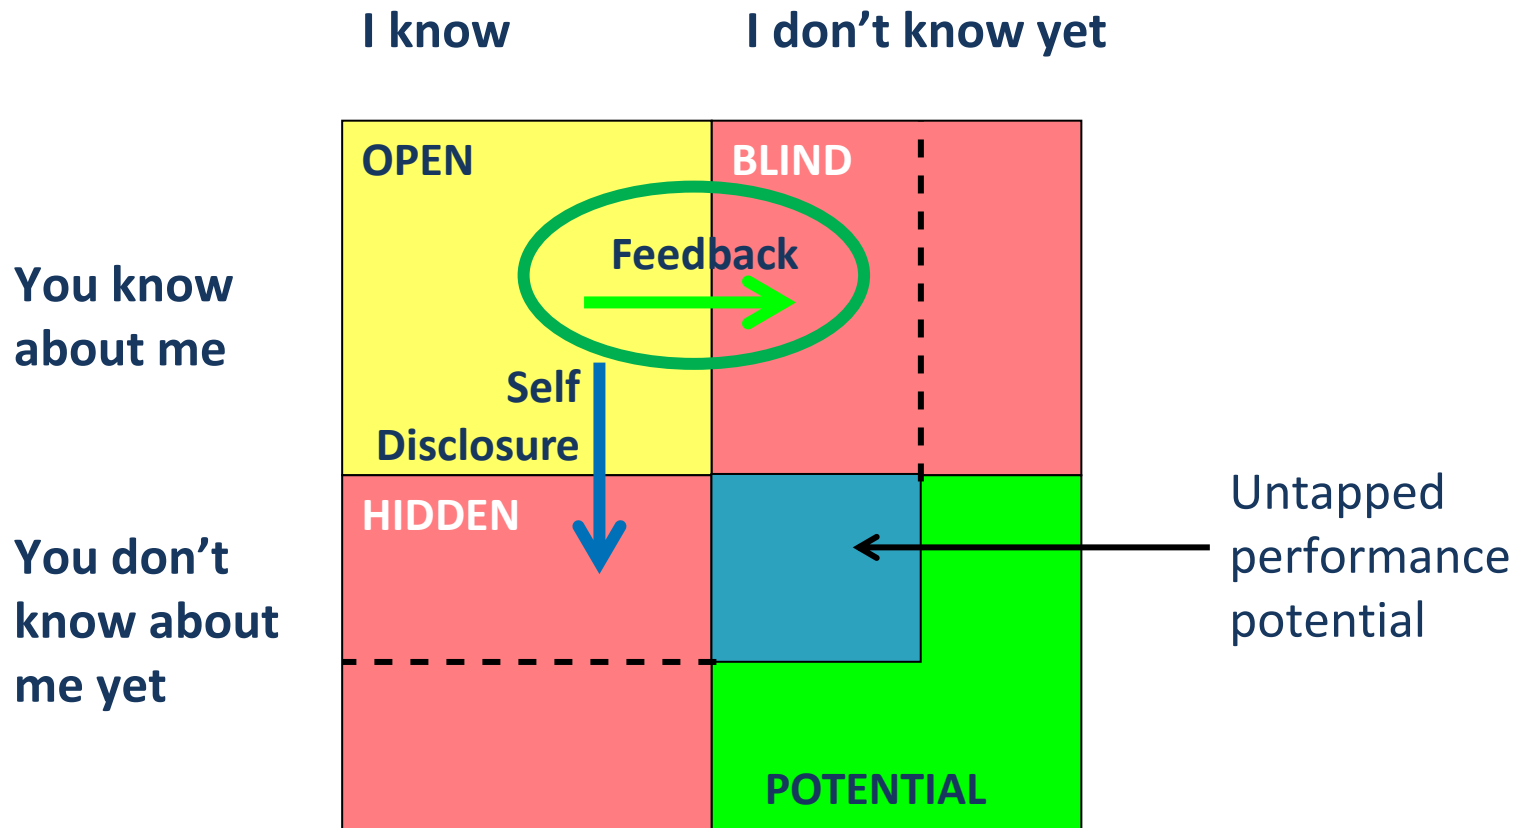 I know
I don’t know yet
OPEN
BLIND
Feedback
You know
about me
Self
Disclosure
HIDDEN
Untapped
performance
potential
You don’t
know about
me yet
POTENTIAL